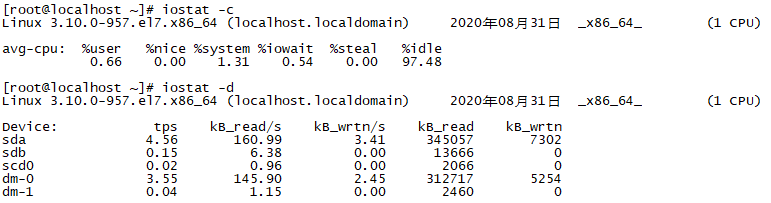 [root@localhost ~]# iostat -c
Linux 3.10.0-957.el7.x86_64 (localhost.localdomain) 2020年08月31日 _x86_64_ (1 CPU)
avg-cpu: %user %nice %system %iowait %steal %idle
0.66 0.00 1.31 0.54 0.00 97.48
[root@localhost ~]# iostat -d
Linux 3.10.0-957.el7.x86_64 (localhost.localdomain) 2020年08月31日 _x86_64_ (1 CPU)
Device: tps kB_read/s kB_wrtn/s kB_read kB_wrtn
sda 4.56 160.99 3.41 345057 7302
sdb 0.15 6.38 0.00 13666 0
scd0 0.02 0.96 0.00 2066 0
dm-0 3.55 145.90 2.45 312717 5254
dm-1 0.04 1.15 0.00 2460 0